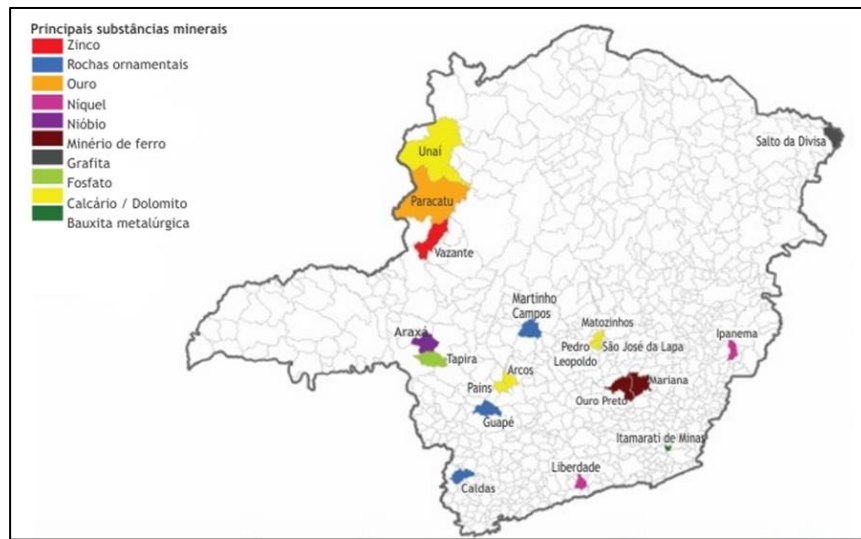 Principais substâncias minerais
Zinco
Rochas ornamentais
Ouro
Níquel
Nióbio
Minério de ferro
Grafita
Fosfato
Calcário / Dolomito
Bauxita metalúrgica
Salto da Divisa
Unaí
Paracatu
Vazante
Martinho
Campos
Matozinhos
Araxá
Pedro
Leopoldo
São José da Lapa
Ipanema
Tapira
Arcos
Pains
Mariana
Ouro Preto
Guapé
Itamarati de Minas
Liberdade
Caldas